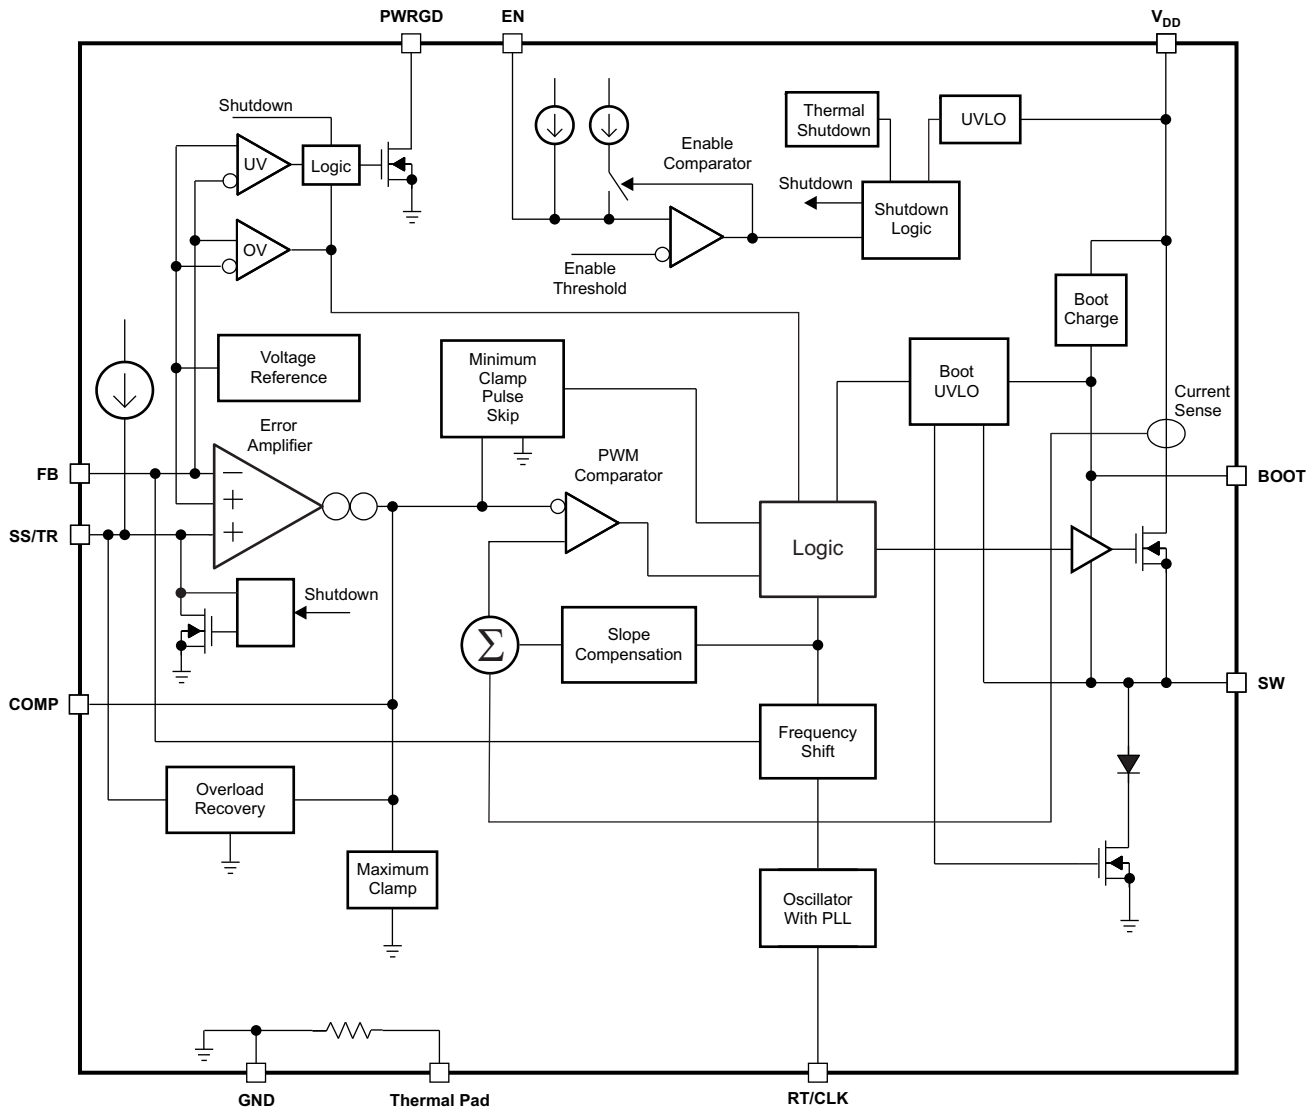 PWRGD
EN
VDD
Shutdown
UV
Logic
OV
Enable
Comparator
Enable
Threshold
Thermal
Shutdown
UVLO
Shutdown
Shutdown
Logic
Boot
Charge
Voltage
Reference
Minimum
Clamp
Pulse
Skip
Boot
UVLO
Current
Sense
Error
Amplifier
PWM
Comparator
FB
−
+
+
SS/TR
BOOT
Logic
Shutdown
Σ
Slope
Compensation
COMP
SW
Frequency
Shift
Overload
Recovery
Maximum
Clamp
Oscillator
With PLL
GND
Thermal Pad
RT/CLK